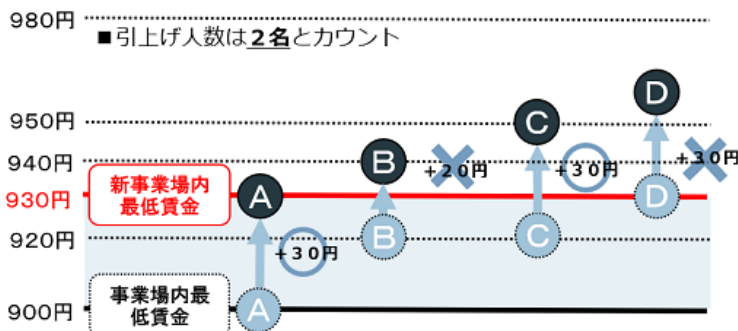 980円
■引上げ人数は２名とカウント
950円
940円
930円
920円
900円
新事業場内
最低賃金
事業場内最
低賃金
A
A
+３０円
B
B
+２０円
C
C
+３０円
D
D
+３０円